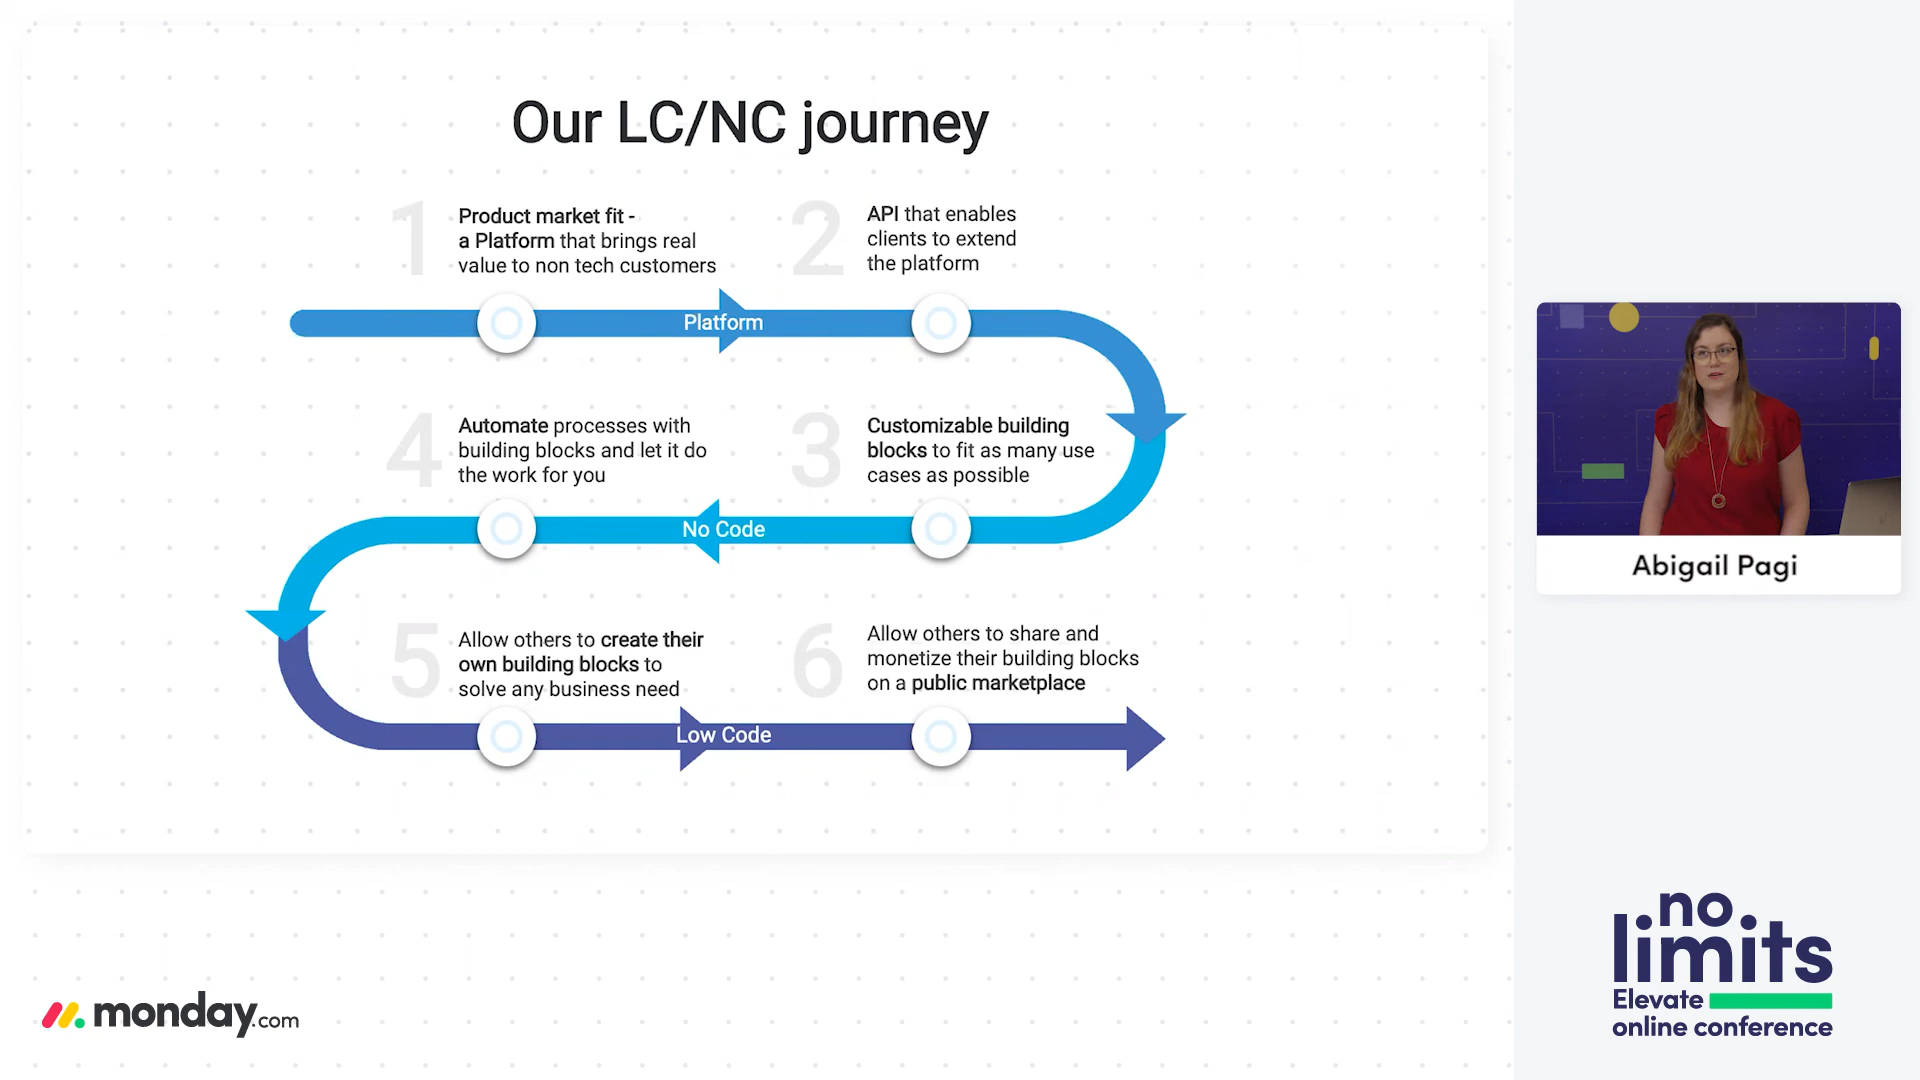 Our LC/NC journey
1
Product market fit -
a Platform that brings real
value to non tech customers
2
API that enables
clients to extend
the platform
Platform
4
Automate processes with
building blocks and let it do
the work for you
3
Customizable building
blocks to fit as many use
cases as possible
No Code
5
Allow others to create their
own building blocks to
solve any business need
6
Allow others to share and
monetize their building blocks
on a public marketplace
Low Code
Abigail Pagi
monday.com
no
limits
Elevate
online conference